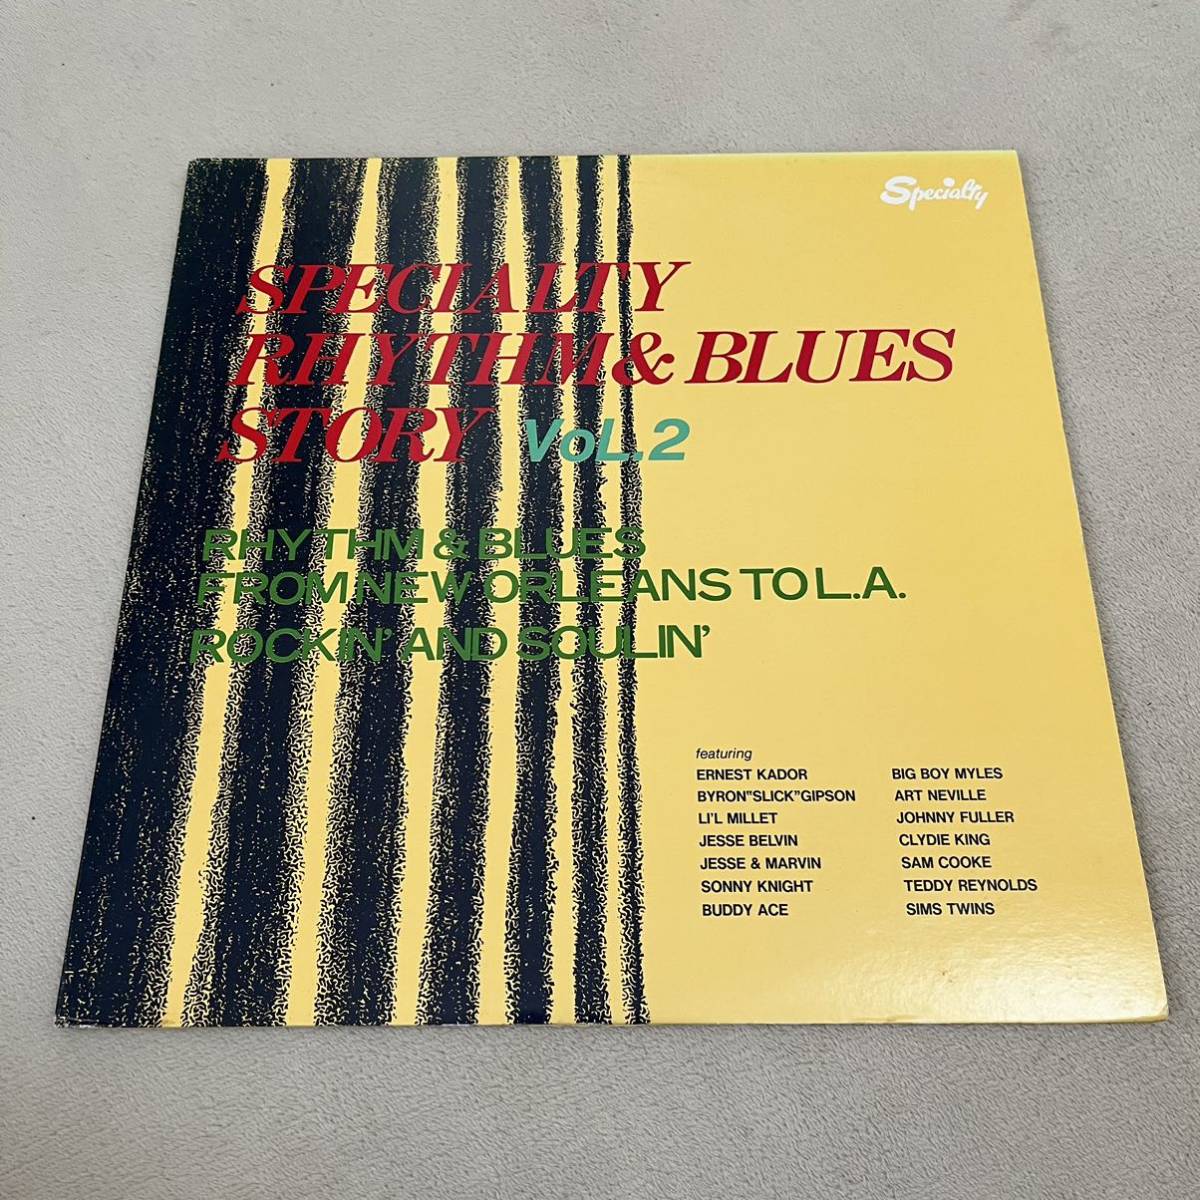 Specialty
SPECIALTY
RHYTHM & BLUES
STORY VoL.2
RHYTHM & BLUES
FROM NEW ORLEANS TO L.A.
ROCKIN' AND SOULIN'
featuring
ERNEST KADOR
BYRON"SLICK"GIPSON
LI'L MILLET
JESSE BELVIN
JESSE & MARVIN
SONNY KNIGHT
BUDDY ACE
BIG BOY MYLES
ART NEVILLE
JOHNNY FULLER
CLYDIE KING
SAM COOKE
TEDDY REYNOLDS
SIMS TWINS